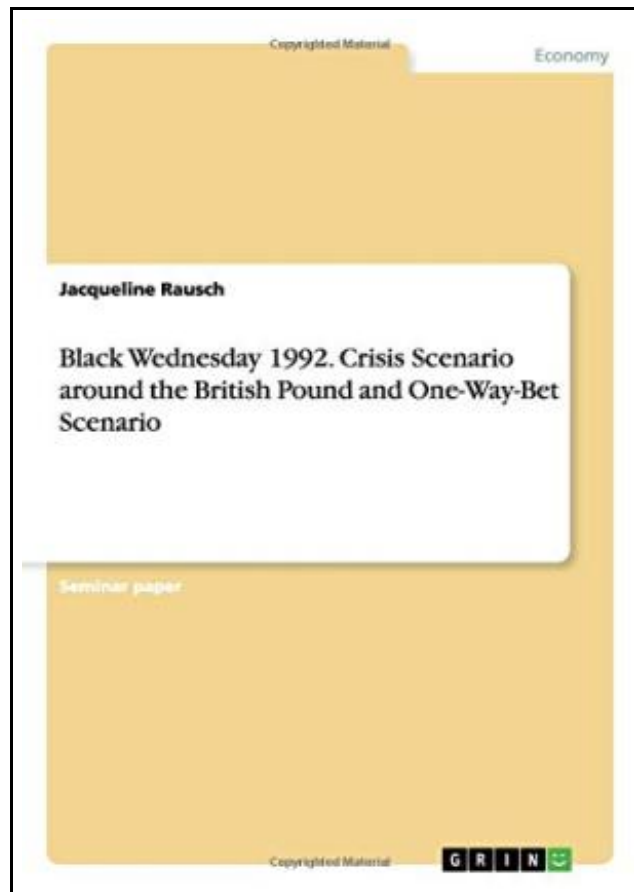 Copyrighted Material
Economy
Jacqueline Rausch
Black Wednesday 1992. Crisis Scenario
around the British Pound and One-Way-Bet
Scenario
Seminar paper
Copyrighted Material
GRIN